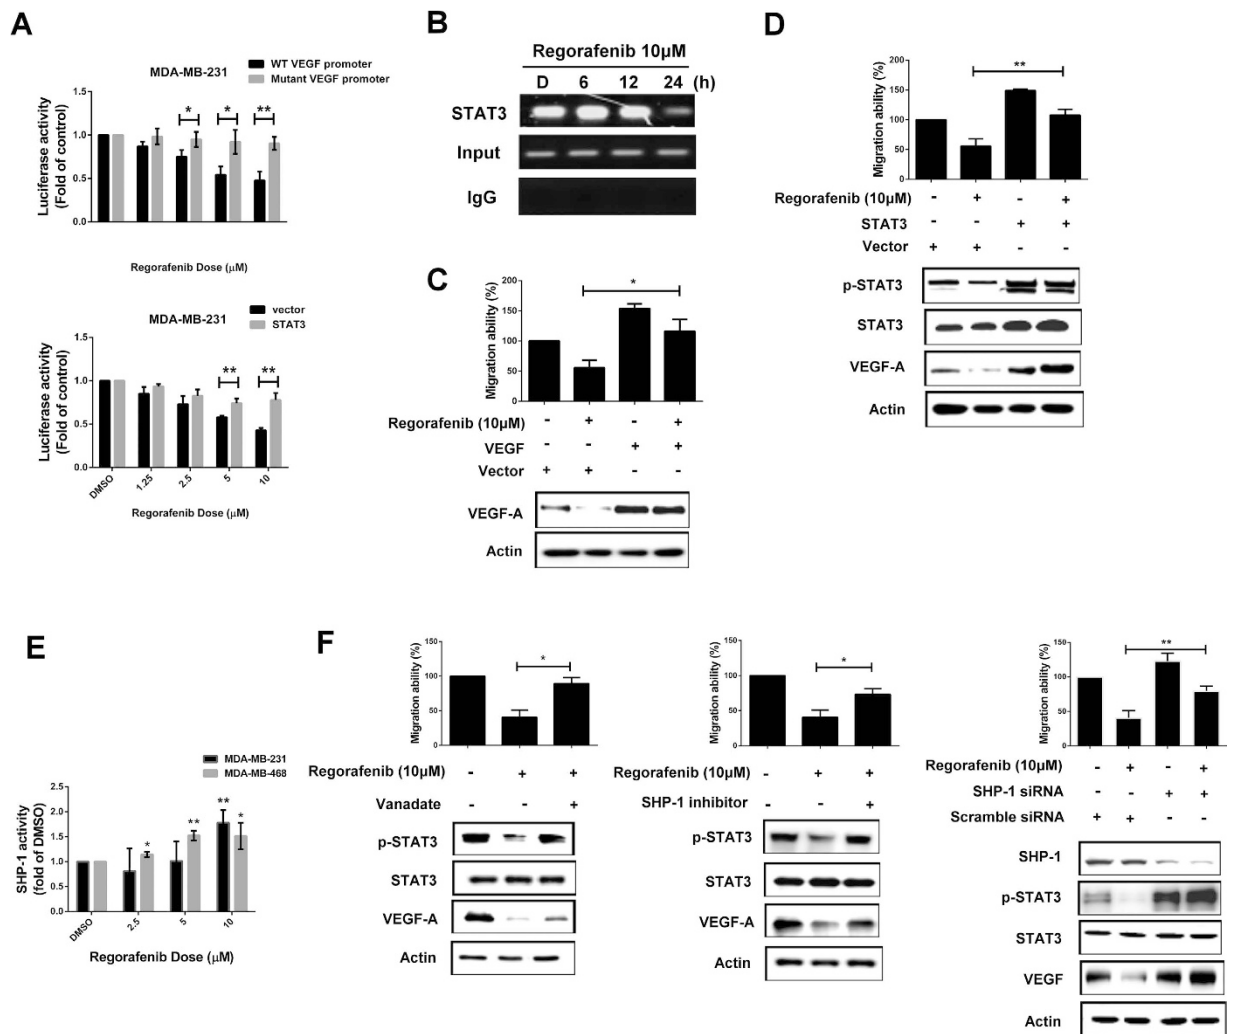 A
MDA-MB-231
WT VEGF promoter
Mutant VEGF promoter
Luciferase activity
(Fold of control)
1.5
1.0
0.5
0.0
* * **
Regorafenib Dose (μM)
MDA-MB-231
vector
STAT3
Luciferase activity
(Fold of control)
1.5
1.0
0.5
0.0
** **
DMSO 1.25 2.5 5 10
Regorafenib Dose (μM)
B
Regorafenib 10μM
D 6 12 24 (h)
STAT3
Input
IgG
C
Migration ability (%)
200
150
100
50
0
*
Regorafenib (10μM) - + - +
VEGF - - + +
Vector + + - -
VEGF-A
Actin
D
Migration ability (%)
200
150
100
50
0
**
Regorafenib (10μM) - + - +
STAT3 - - + +
Vector + + - -
p-STAT3
STAT3
VEGF-A
Actin
E
MDA-MB-231
MDA-MB-468
SHP-1 activity
(fold of DMSO)
2.5
2.0
1.5
1.0
0.5
0.0
* ** ** *
DMSO 2.5 5 10
Regorafenib Dose (μM)
F
Migration ability (%)
150
100
50
0
*
Regorafenib (10μM) - + +
Vanadate - - +
p-STAT3
STAT3
VEGF-A
Actin
Migration ability (%)
150
100
50
0
*
Regorafenib (10μM) - + +
SHP-1 inhibitor - - +
p-STAT3
STAT3
VEGF-A
Actin
Migration ability (%)
150
100
50
0
**
Regorafenib (10μM) - + - +
SHP-1 siRNA - - + +
Scramble siRNA + + - -
SHP-1
p-STAT3
STAT3
VEGF
Actin